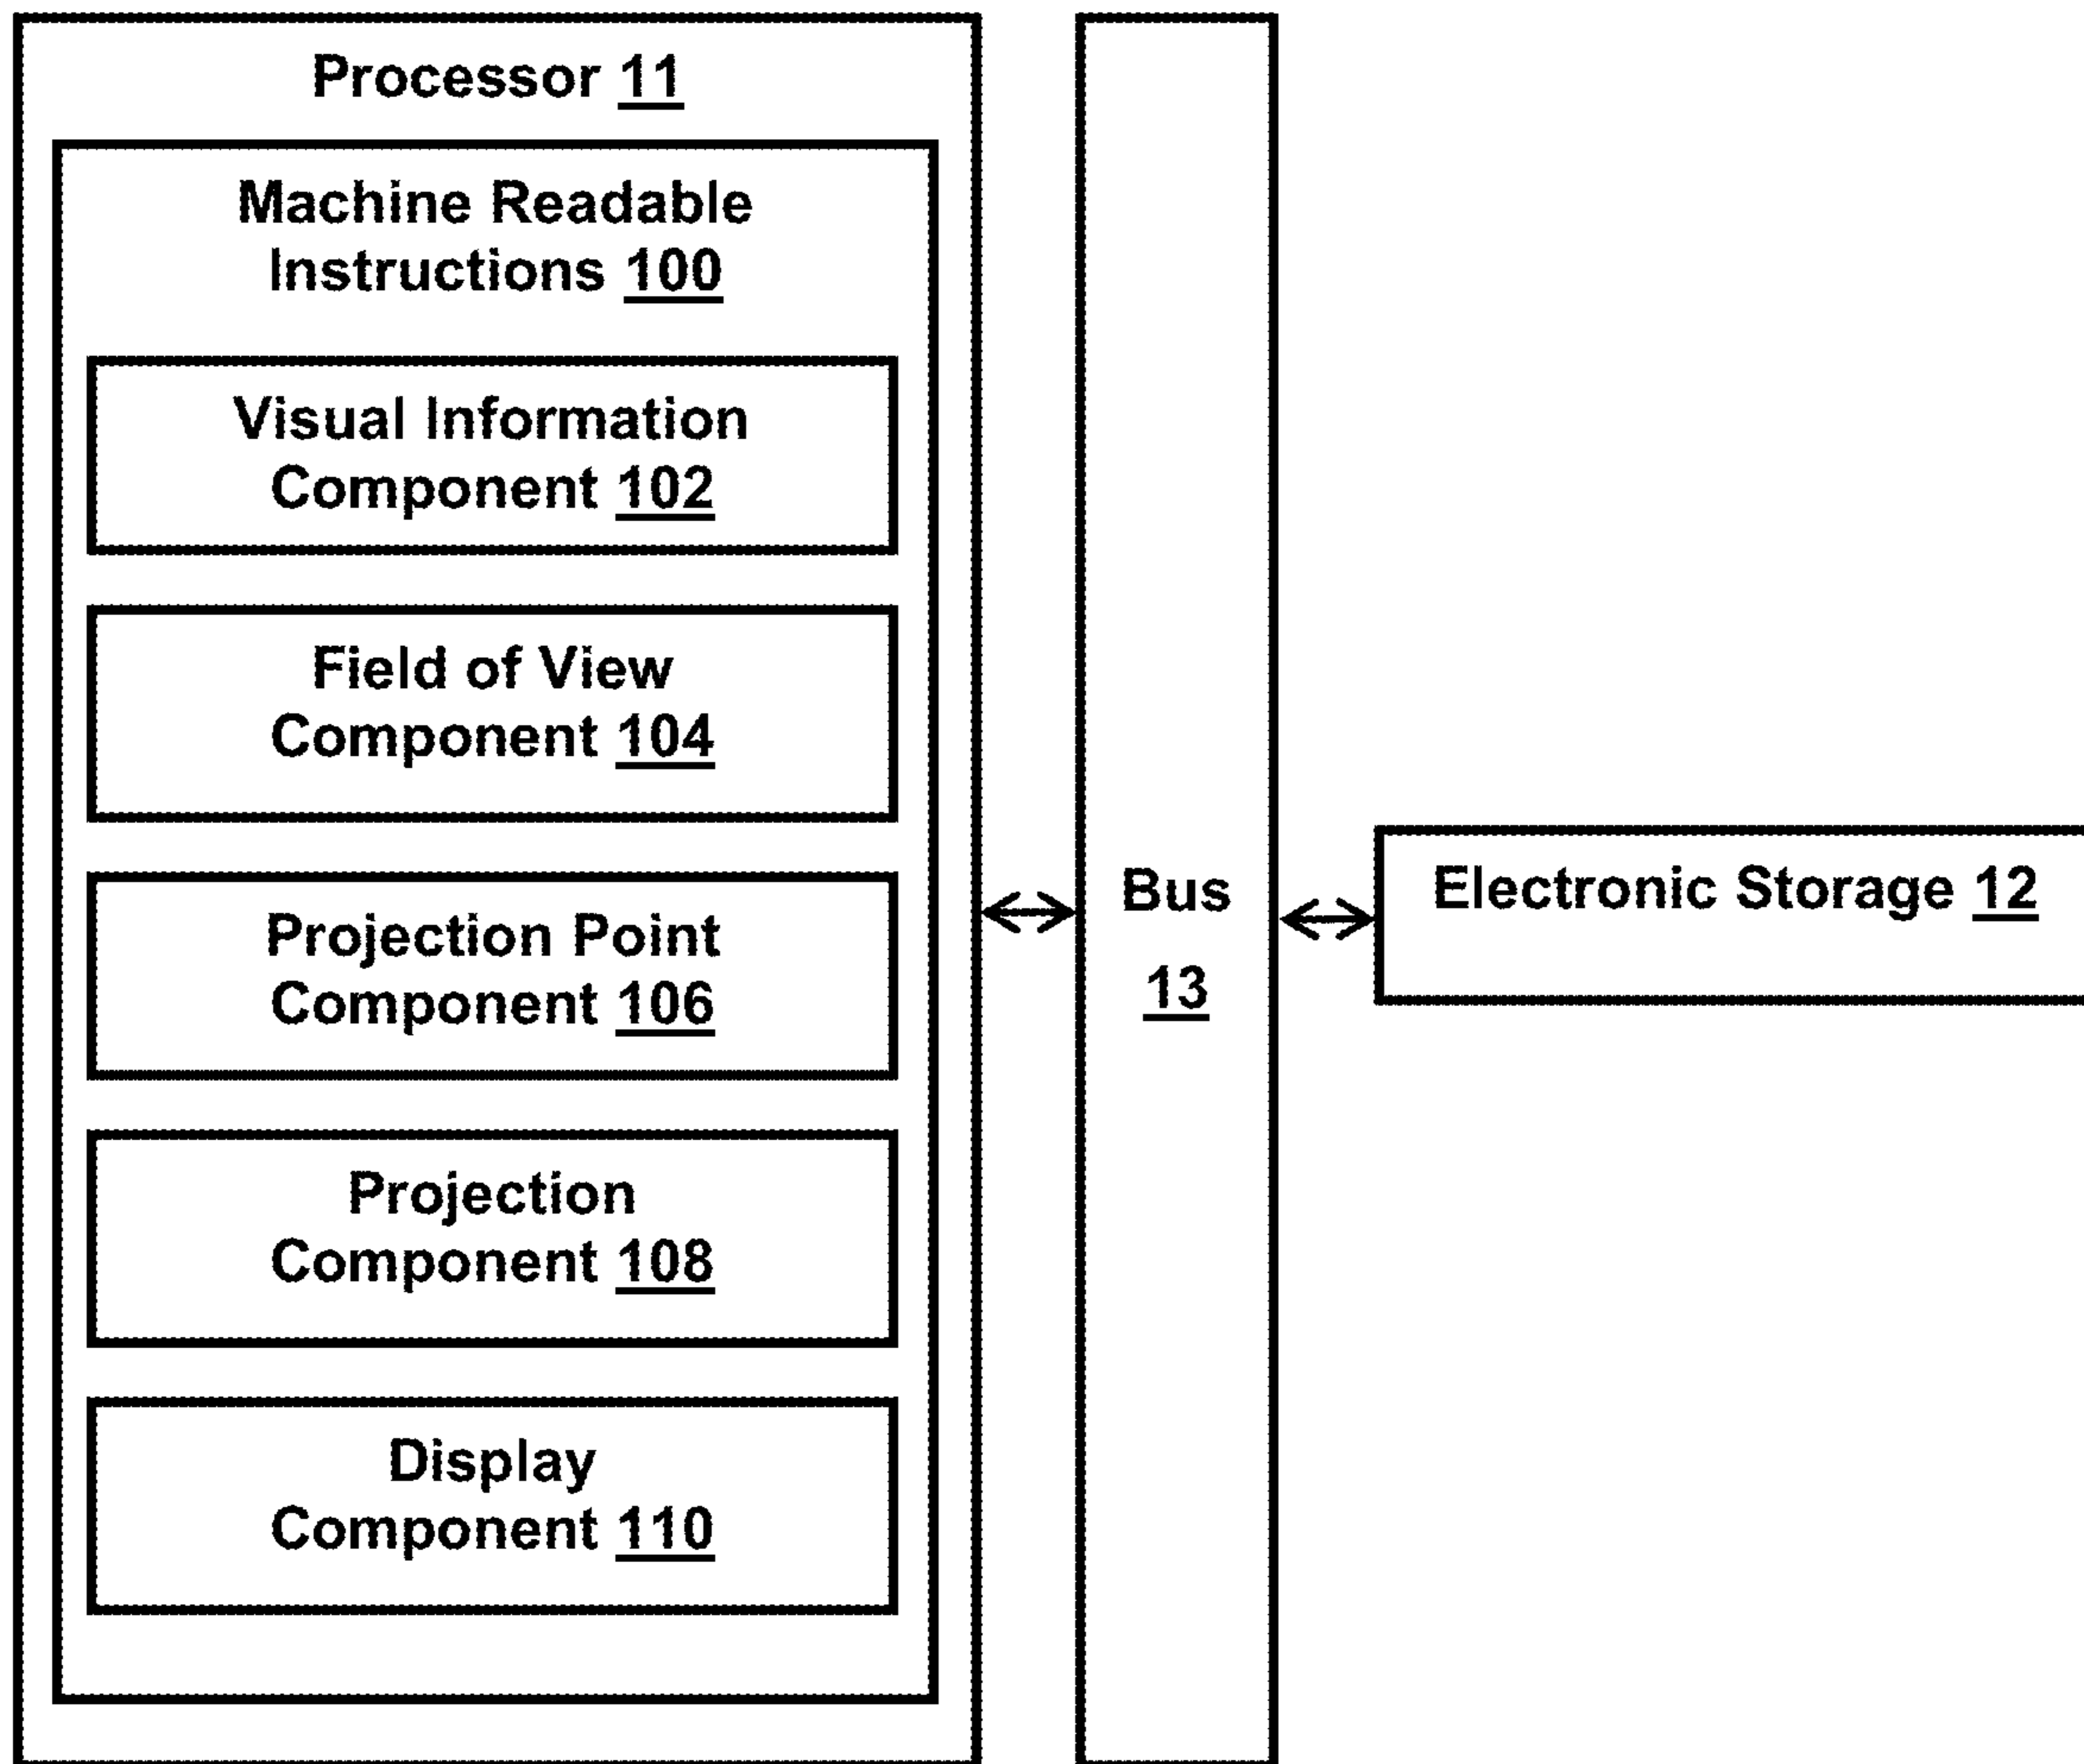 Processor 11
Machine Readable
Instructions 100
Visual Information
Component 102
Field of View
Component 104
Projection Point
Component 106
Projection
Component 108
Display
Component 110
Bus
13
Electronic Storage 12